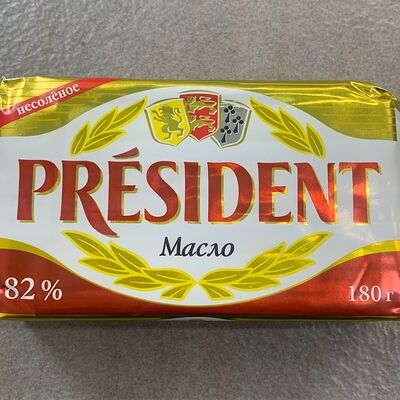 несолёное
PRÉSIDENT
Масло
82 %
180 г